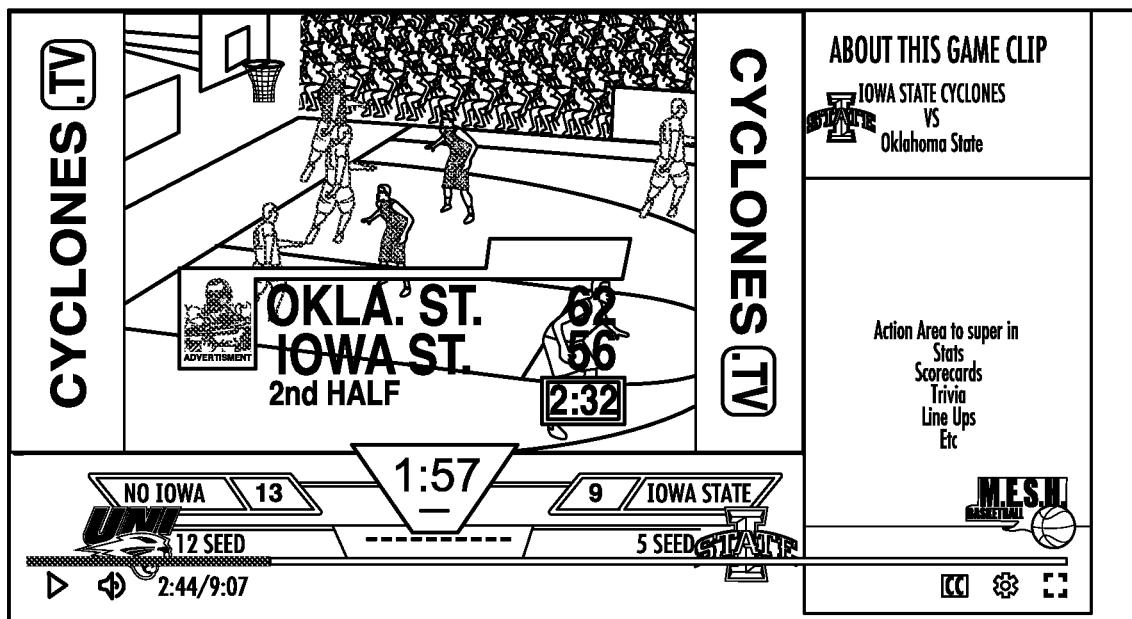 CYCLONES.TV
ADVERTISMENT
OKLA. ST. 62
IOWA ST. 56
2nd HALF 2:32
CYCLONES.TV
ABOUT THIS GAME CLIP
STATE
IOWA STATE CYCLONES
VS
Oklahoma State
Action Area to super in
Stats
Scorecards
Trivia
Line Ups
Etc
M.E.S.H.
BASKETBALL
1:57
NO IOWA 13
9 IOWA STATE
UNI
12 SEED
5 SEED
STATE
2:44/9:07
CC